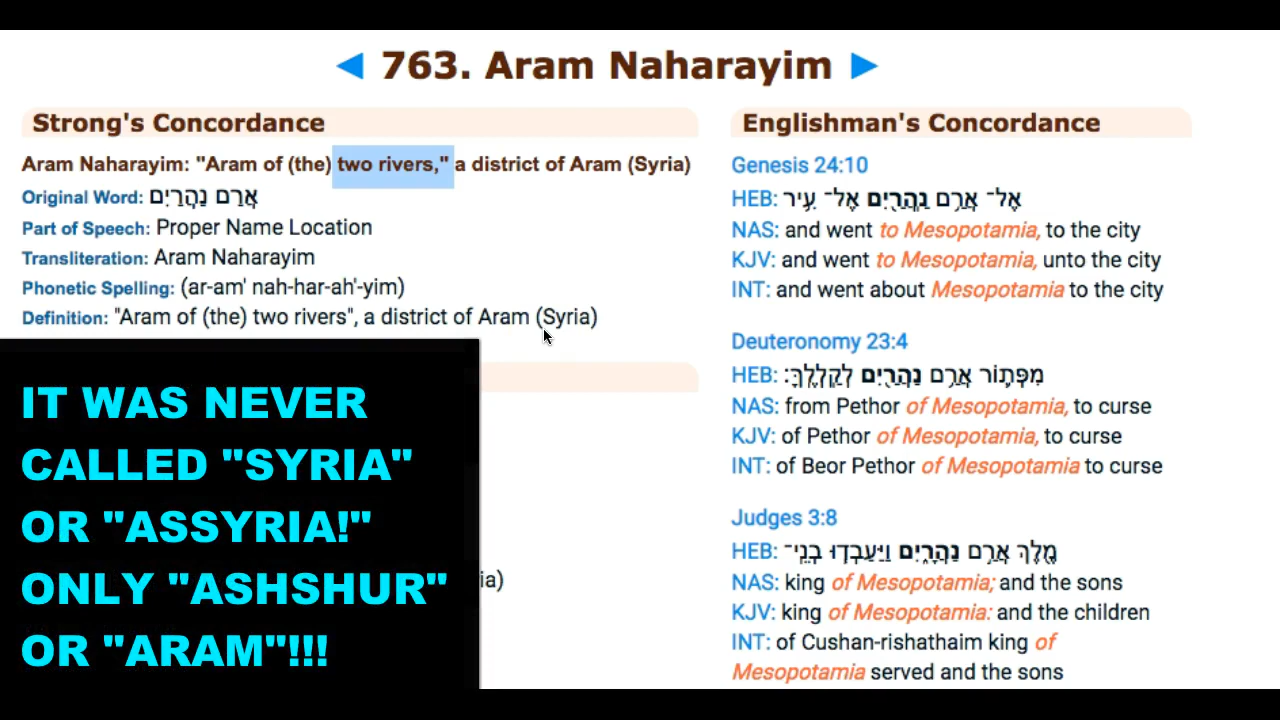 ◀ 763. Aram Naharayim ▶
Strong's Concordance
Aram Naharayim: "Aram of (the) two rivers," a district of Aram (Syria)
Original Word: אֲרַם נַהֲרַיִם
Part of Speech: Proper Name Location
Transliteration: Aram Naharayim
Phonetic Spelling: (ar-am' nah-har-ah'-yim)
Definition: "Aram of (the) two rivers", a district of Aram (Syria)
ia)
IT WAS NEVER
CALLED "SYRIA"
OR "ASSYRIA!"
ONLY "ASHSHUR"
OR "ARAM"!!!
Englishman's Concordance
Genesis 24:10
HEB: אֶל־ אֲרַ֥ם נַֽהֲרַ֖יִם אֶל־ עִ֥יר
NAS: and went to Mesopotamia, to the city
KJV: and went to Mesopotamia, unto the city
INT: and went about Mesopotamia to the city
Deuteronomy 23:4
HEB: מִפְּת֛וֹר אֲרַ֥ם נַהֲרַ֖יִם לְקַֽלְלֶֽךָּ׃
NAS: from Pethor of Mesopotamia, to curse
KJV: of Pethor of Mesopotamia, to curse
INT: of Beor Pethor of Mesopotamia to curse
Judges 3:8
HEB: מֶ֖לֶךְ אֲרַ֣ם נַהֲרָ֑יִם וַיַּעַבְד֧וּ בְנֵֽי־
NAS: king of Mesopotamia; and the sons
KJV: king of Mesopotamia: and the children
INT: of Cushan-rishathaim king of
Mesopotamia served and the sons